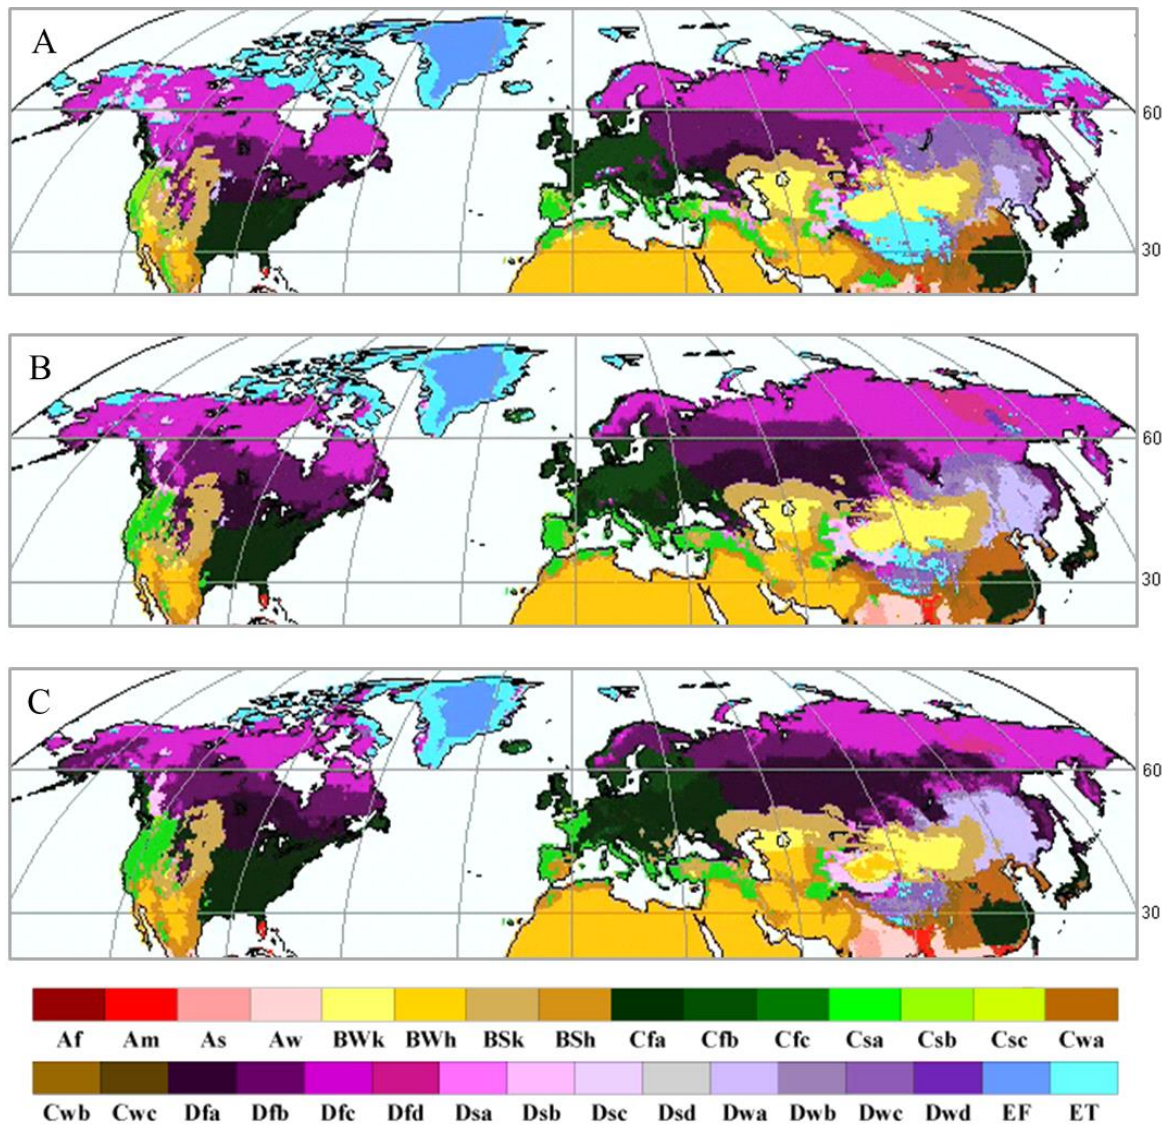 A
60
30
B
60
30
C
60
30
Af Am As Aw BWk BWh BSk BSh Cfa Cfb Cfc Csa Csb Csc Cwa
Cwb Cwc Dfa Dfb Dfc Dfd Dsa Dsb Dsc Dsd Dwa Dwb Dwc Dwd EF ET